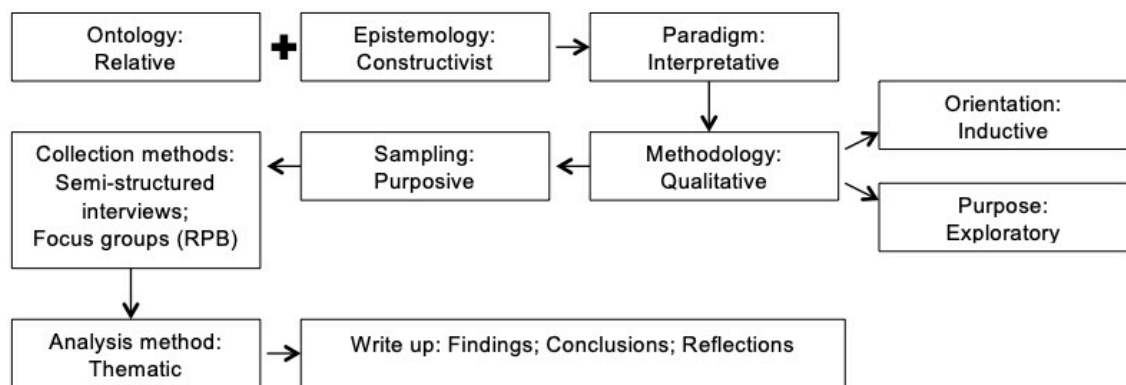 Ontology:
Relative
Epistemology:
Constructivist
Paradigm:
Interpretative
Orientation:
Inductive
Collection methods:
Semi-structured
interviews;
Focus groups (RPB)
Sampling:
Purposive
Methodology:
Qualitative
Purpose:
Exploratory
Analysis method:
Thematic
Write up: Findings; Conclusions; Reflections